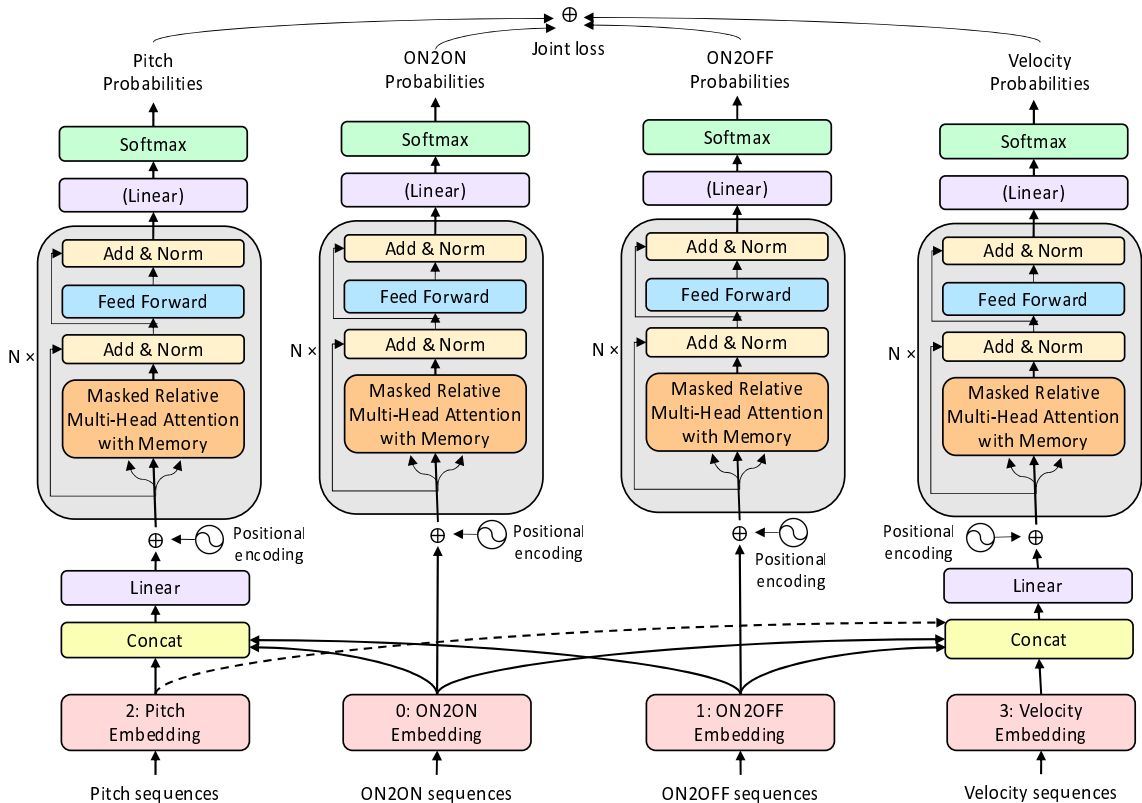 Joint loss
Pitch
Probabilities
ON2ON
Probabilities
ON2OFF
Probabilities
Velocity
Probabilities
Softmax
Softmax
Softmax
Softmax
(Linear)
(Linear)
(Linear)
(Linear)
Add & Norm
Add & Norm
Add & Norm
Add & Norm
Feed Forward
Feed Forward
Feed Forward
Feed Forward
N ×
Add & Norm
N ×
Add & Norm
N ×
Add & Norm
N ×
Add & Norm
Masked Relative
Multi-Head Attention
with Memory
Masked Relative
Multi-Head Attention
with Memory
Masked Relative
Multi-Head Attention
with Memory
Masked Relative
Multi-Head Attention
with Memory
Positional
encoding
Positional
encoding
Positional
encoding
Positional
encoding
Linear
Linear
Concat
Concat
2: Pitch
Embedding
0: ON2ON
Embedding
1: ON2OFF
Embedding
3: Velocity
Embedding
Pitch sequences
ON2ON sequences
ON2OFF sequences
Velocity sequences